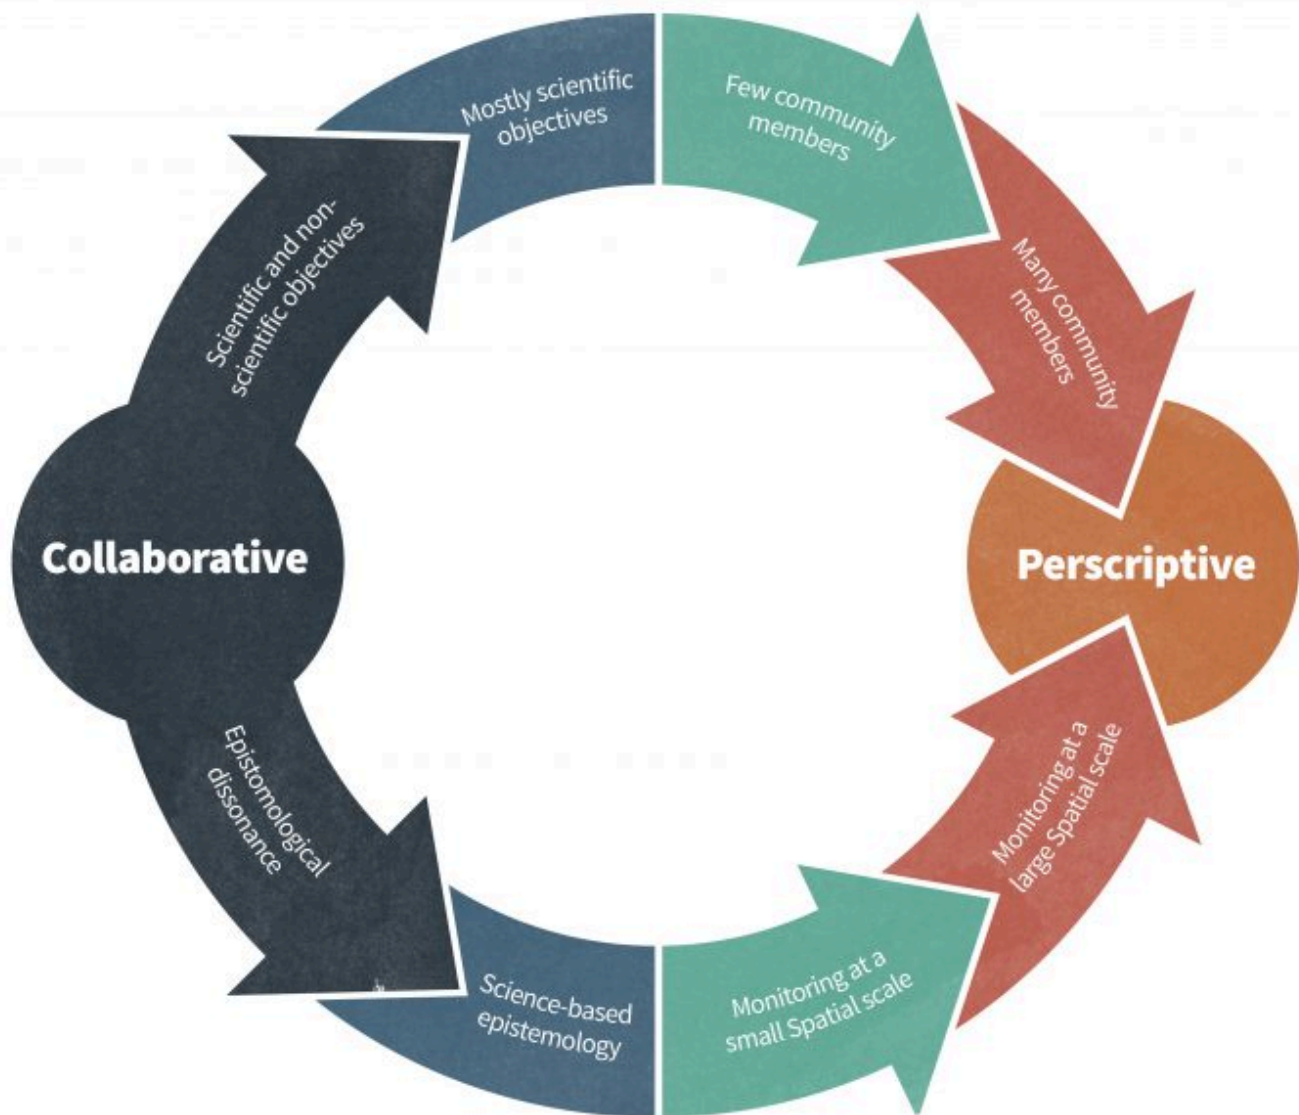 Mostly scientific
objectives
Few community
members
Scientific and non-
scientific objectives
Many community
members
Collaborative
Perscriptive
Epistomological
dissonance
Monitoring at a
large Spatial scale
Science-based
epistemology
Monitoring at a
small Spatial scale